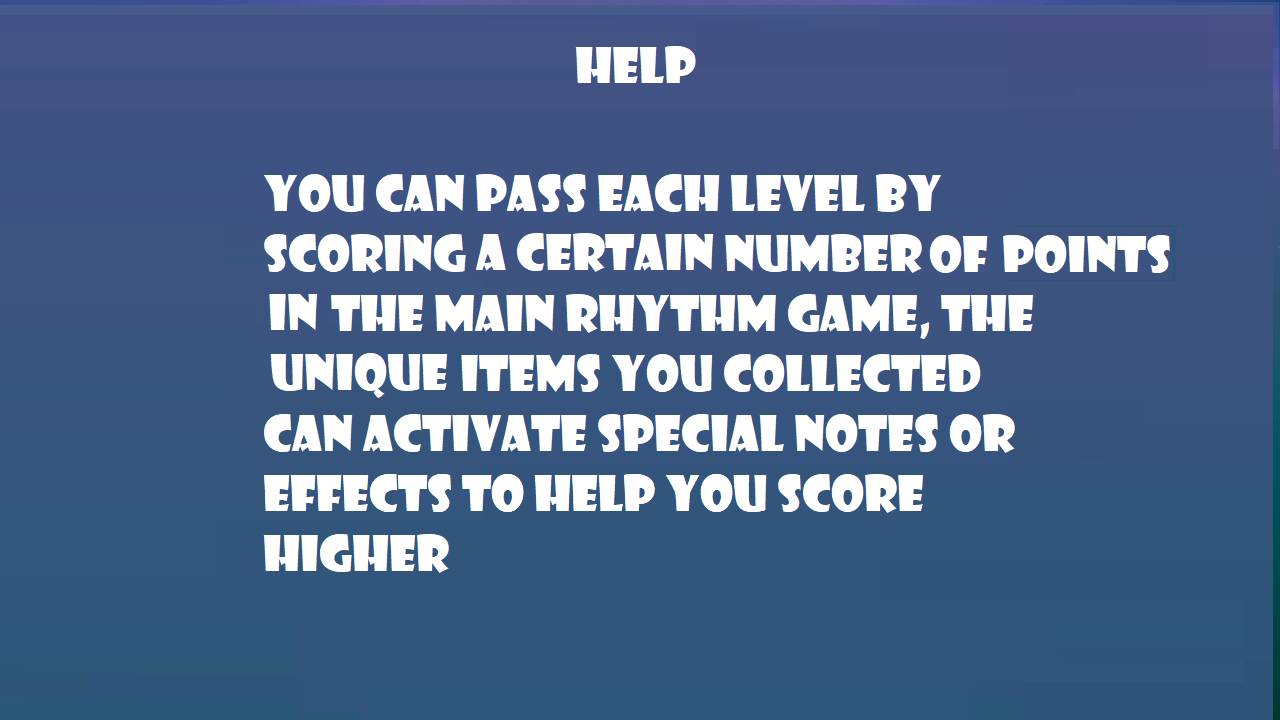 HELP
YOU CAN PASS EACH LEVEL BY
SCORING A CERTAIN NUMBER OF POINTS
IN THE MAIN RHYTHM GAME, THE
UNIQUE ITEMS YOU COLLECTED
CAN ACTIVATE SPECIAL NOTES OR
EFFECTS TO HELP YOU SCORE
HIGHER